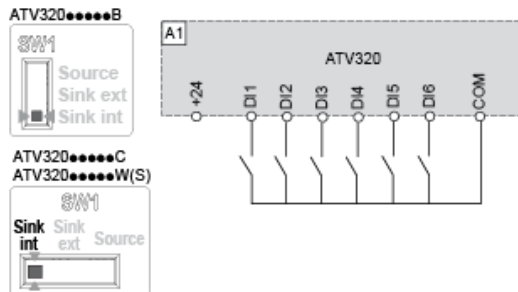 ATV320●●●●●B
SW1
Source
Sink ext
Sink int
ATV320●●●●●C
ATV320●●●●●W(S)
SW1
Sink int
Sink ext
Source
A1
ATV320
+24
DI1
DI2
DI3
DI4
DI5
DI6
COM